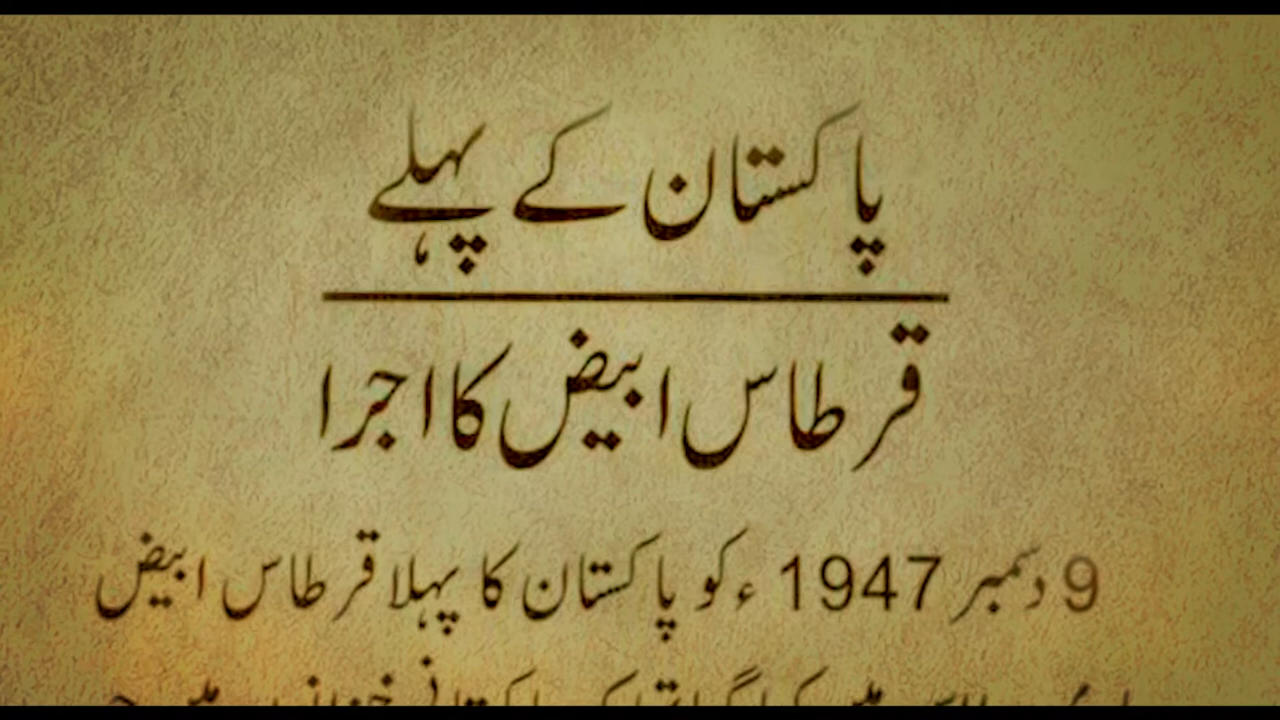 پاکستان کے پہلے
قرطاس ابیض کا اجرا
9 دسمبر 1947ء کو پاکستان کا پہلا قرطاس ابیض